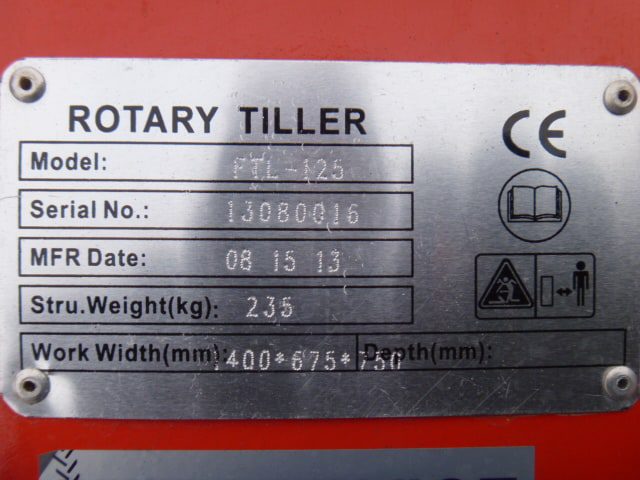 ROTARY TILLER
CE
Model: FTL-125
Serial No.: 13080016
MFR Date: 08 15 13
Stru.Weight(kg): 235
Work Width(mm): 1400*675*750 Depth(mm):